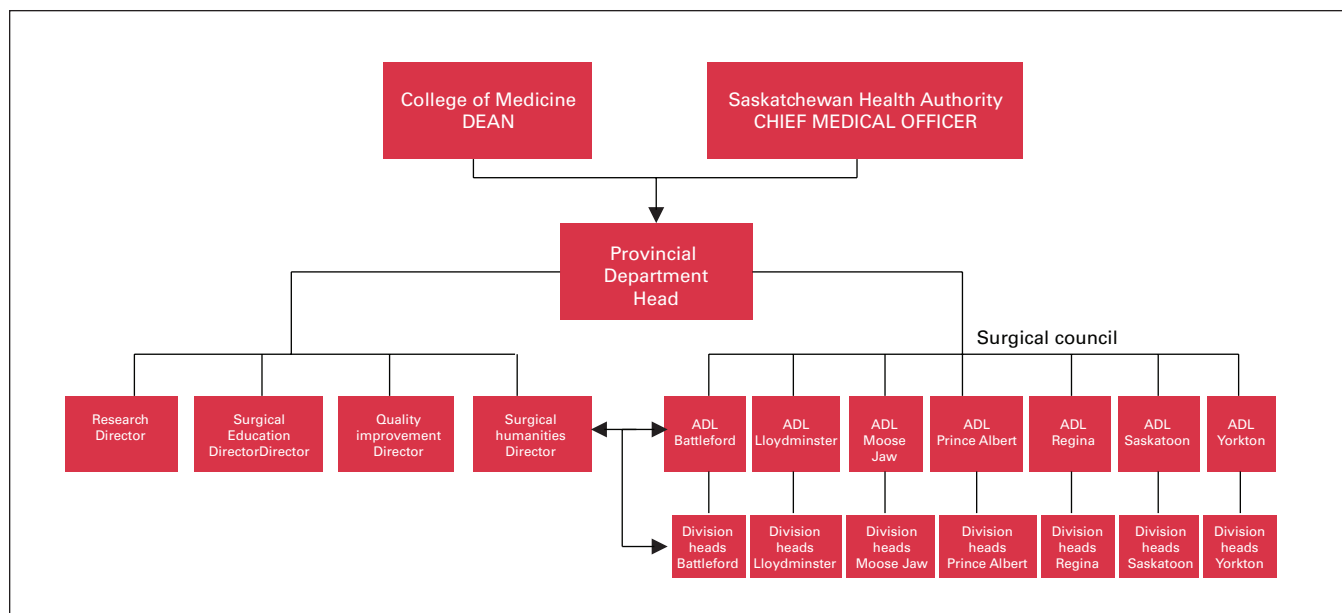 College of Medicine
DEAN
Saskatchewan Health Authority
CHIEF MEDICAL OFFICER
Provincial
Department
Head
Surgical council
Research
Director
Surgical
Education
DirectorDirector
Quality
improvement
Director
Surgical
humanities
Director
ADL
Battleford
ADL
Lloydminster
ADL
Moose
Jaw
ADL
Prince Albert
ADL
Regina
ADL
Saskatoon
ADL
Yorkton
Division
heads
Battleford
Division
heads
Lloydminster
Division
heads
Moose Jaw
Division
heads
Prince Albert
Division
heads
Regina
Division
heads
Saskatoon
Division
heads
Yorkton